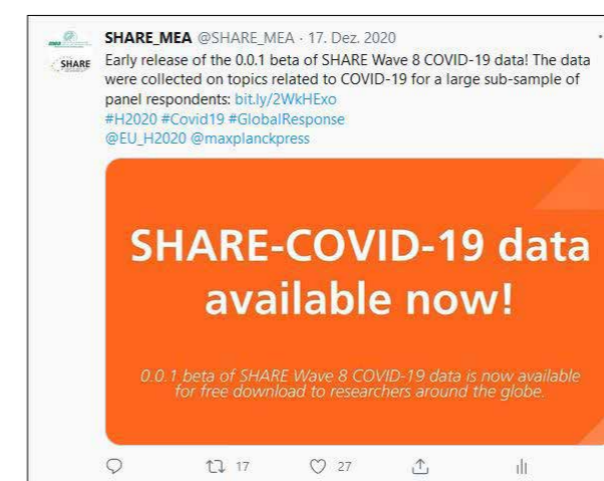 SHARE_MEA @SHARE_MEA · 17. Dez. 2020
SHARE
Early release of the 0.0.1 beta of SHARE Wave 8 COVID-19 data! The data
were collected on topics related to COVID-19 for a large sub-sample of
panel respondents: bit.ly/2WkHExo
#H2020 #Covid19 #GlobalResponse
@EU_H2020 @maxplanckpress
SHARE-COVID-19 data
available now!
0.0.1 beta of SHARE Wave 8 COVID-19 data is now available
for free download to researchers around the globe.
17
27